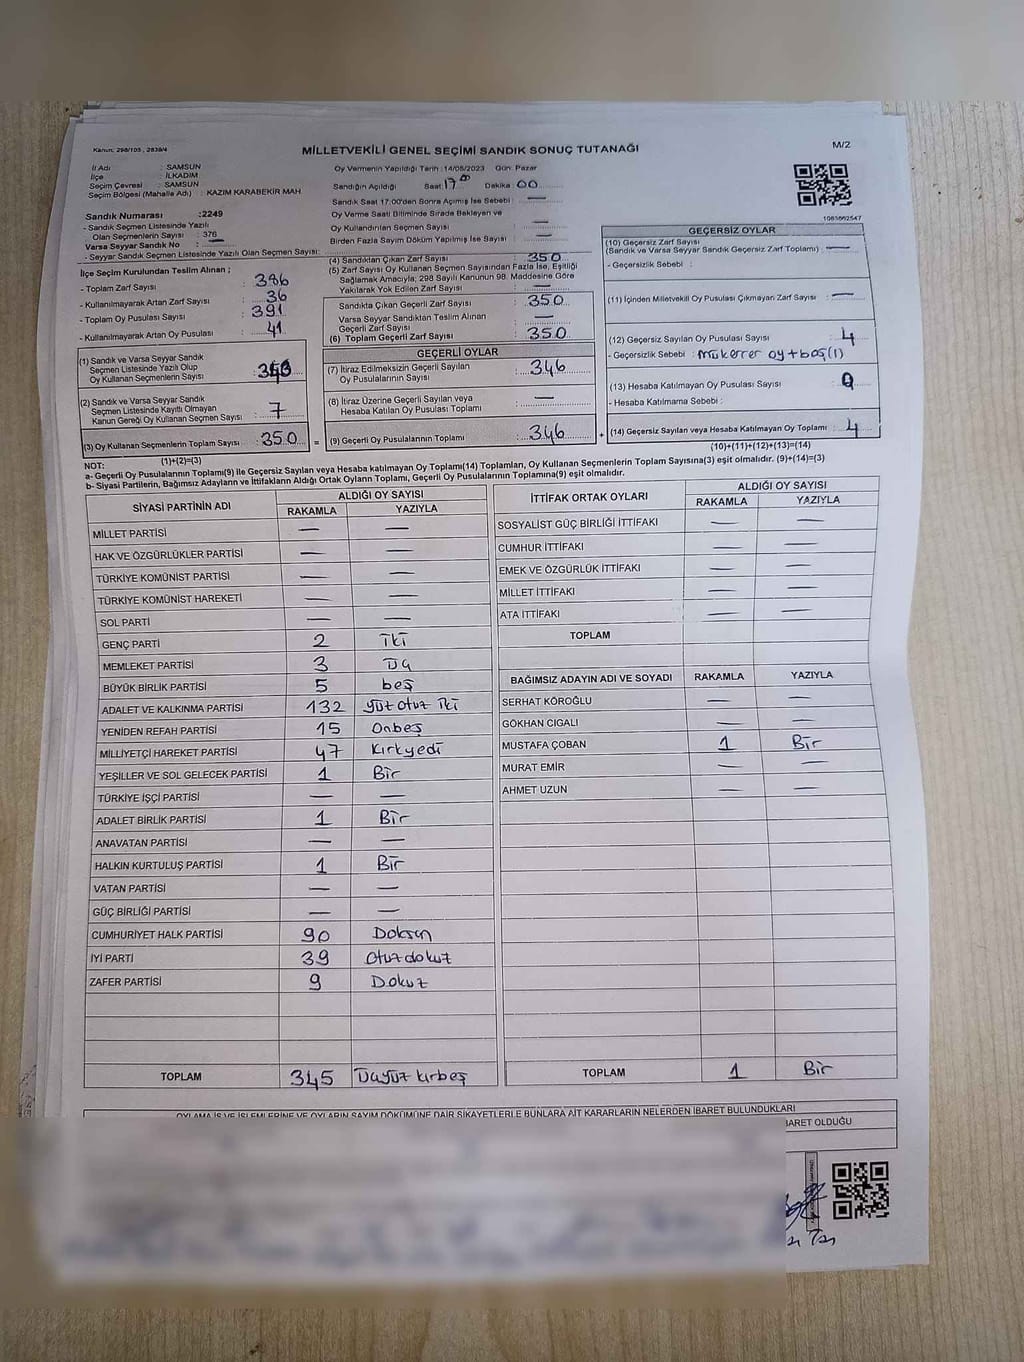 Kanun: 298/105 , 2839/4
MİLLETVEKİLİ GENEL SEÇİMİ SANDIK SONUÇ TUTANAĞI
M/2
İl Adı : SAMSUN
İlçe : İLKADIM
Seçim Çevresi : SAMSUN
Seçim Bölgesi (Mahalle Adı) : KAZIM KARABEKİR MAH.
Sandık Numarası :2249
- Sandık Seçmen Listesinde Yazılı
Olan Seçmenlerin Sayısı : 376
Varsa Seyyar Sandık No : —
- Seyyar Sandık Seçmen Listesinde Yazılı Olan Seçmen Sayısı:
Oy Vermenin Yapıldığı Tarih :14/05/2023 Gün: Pazar
Sandığın Açıldığı Saat 17 00 Dakika 00
Sandık Saat 17:00'den Sonra Açımış İse Sebebi : —
Oy Verme Saati Bitiminde Sırada Bekleyen ve
Oy Kullandırılan Seçmen Sayısı : —
Birden Fazla Sayım Döküm Yapılmış İse Sayısı : —
1083662547
İlçe Seçim Kurulundan Teslim Alınan ;
- Toplam Zarf Sayısı : 386
- Kullanılmayarak Artan Zarf Sayısı : 36
- Toplam Oy Pusulası Sayısı : 391
- Kullanılmayarak Artan Oy Pusulası : 41
(1) Sandık ve Varsa Seyyar Sandık
Seçmen Listesinde Yazılı Olup
Oy Kullanan Seçmenlerin Sayısı : 343
(2) Sandık ve Varsa Seyyar Sandık
Seçmen Listesinde Kayıtlı Olmayan
Kanun Gereği Oy Kullanan Seçmen Sayısı : 7
(3) Oy Kullanan Seçmenlerin Toplam Sayısı : 350
(1)+(2)=(3)
(4) Sandıktan Çıkan Zarf Sayısı : 350
(5) Zarf Sayısı Oy Kullanan Seçmen Sayısından Fazla İse, Eşitliği
Sağlamak Amacıyla; 298 Sayılı Kanunun 98. Maddesine Göre
Yakılarak Yok Edilen Zarf Sayısı : —
Sandıkta Çıkan Geçerli Zarf Sayısı : 350
Varsa Seyyar Sandıktan Teslim Alınan
Geçerli Zarf Sayısı : —
(6) Toplam Geçerli Zarf Sayısı : 350
GEÇERLİ OYLAR
(7) İtiraz Edilmeksizin Geçerli Sayılan
Oy Pusulalarının Sayısı : 346
(8) İtiraz Üzerine Geçerli Sayılan veya
Hesaba Katılan Oy Pusulası Toplamı : —
= (9) Geçerli Oy Pusulalarının Toplamı : 346 +
GEÇERSİZ OYLAR
(10) Geçersiz Zarf Sayısı
(Sandık ve Varsa Seyyar Sandık Geçersiz Zarf Toplamı) : —
- Geçersizlik Sebebi :
(11) İçinden Milletvekili Oy Pusulası Çıkmayan Zarf Sayısı : —
(12) Geçersiz Sayılan Oy Pusulası Sayısı : 4
- Geçersizlik Sebebi : mükerrer oy+boş(1)
(13) Hesaba Katılmayan Oy Pusulası Sayısı : 0
- Hesaba Katılmama Sebebi :
(14) Geçersiz Sayılan veya Hesaba Katılmayan Oy Toplamı : 4
(10)+(11)+(12)+(13)=(14)
NOT:
a- Geçerli Oy Pusulalarının Toplamı(9) ile Geçersiz Sayılan veya Hesaba katılmayan Oy Toplamı(14) Toplamları, Oy Kullanan Seçmenlerin Toplam Sayısına(3) eşit olmalıdır. (9)+(14)=(3)
b- Siyasi Partilerin, Bağımsız Adayların ve İttifakların Aldığı Ortak Oyların Toplamı, Geçerli Oy Pusulalarının Toplamına(9) eşit olmalıdır.
SİYASİ PARTİNİN ADI
ALDIĞI OY SAYISI
RAKAMLA YAZIYLA
MİLLET PARTİSİ — —
HAK VE ÖZGÜRLÜKLER PARTİSİ — —
TÜRKİYE KOMÜNİST PARTİSİ — —
TÜRKİYE KOMÜNİST HAREKETİ — —
SOL PARTİ — —
GENÇ PARTİ 2 İki
MEMLEKET PARTİSİ 3 Üç
BÜYÜK BİRLİK PARTİSİ 5 beş
ADALET VE KALKINMA PARTİSİ 132 yüz otuz iki
YENİDEN REFAH PARTİSİ 15 Onbeş
MİLLİYETÇİ HAREKET PARTİSİ 47 Kırkyedi
YEŞİLLER VE SOL GELECEK PARTİSİ 1 Bir
TÜRKİYE İŞÇİ PARTİSİ — —
ADALET BİRLİK PARTİSİ 1 Bir
ANAVATAN PARTİSİ — —
HALKIN KURTULUŞ PARTİSİ 1 Bir
VATAN PARTİSİ — —
GÜÇ BİRLİĞİ PARTİSİ — —
CUMHURİYET HALK PARTİSİ 90 Doksan
İYİ PARTİ 39 Otuz dokuz
ZAFER PARTİSİ 9 Dokuz
TOPLAM 345 Üçyüz kırbeş
İTTİFAK ORTAK OYLARI
ALDIĞI OY SAYISI
RAKAMLA YAZIYLA
SOSYALİST GÜÇ BİRLİĞİ İTTİFAKI — —
CUMHUR İTTİFAKI — —
EMEK VE ÖZGÜRLÜK İTTİFAKI — —
MİLLET İTTİFAKI — —
ATA İTTİFAKI — —
TOPLAM
BAĞIMSIZ ADAYIN ADI VE SOYADI RAKAMLA YAZIYLA
SERHAT KÖROĞLU — —
GÖKHAN CIGALI — —
MUSTAFA ÇOBAN 1 Bir
MURAT EMİR — —
AHMET UZUN — —
TOPLAM 1 Bir
OYLAMA İŞ VE İŞLEMLERİNE VE OYLARIN SAYIM DÖKÜMÜNE DAİR ŞİKAYETLERLE BUNLARA AİT KARARLARIN NELERDEN İBARET BULUNDUKLARI
İBARET OLDUĞU